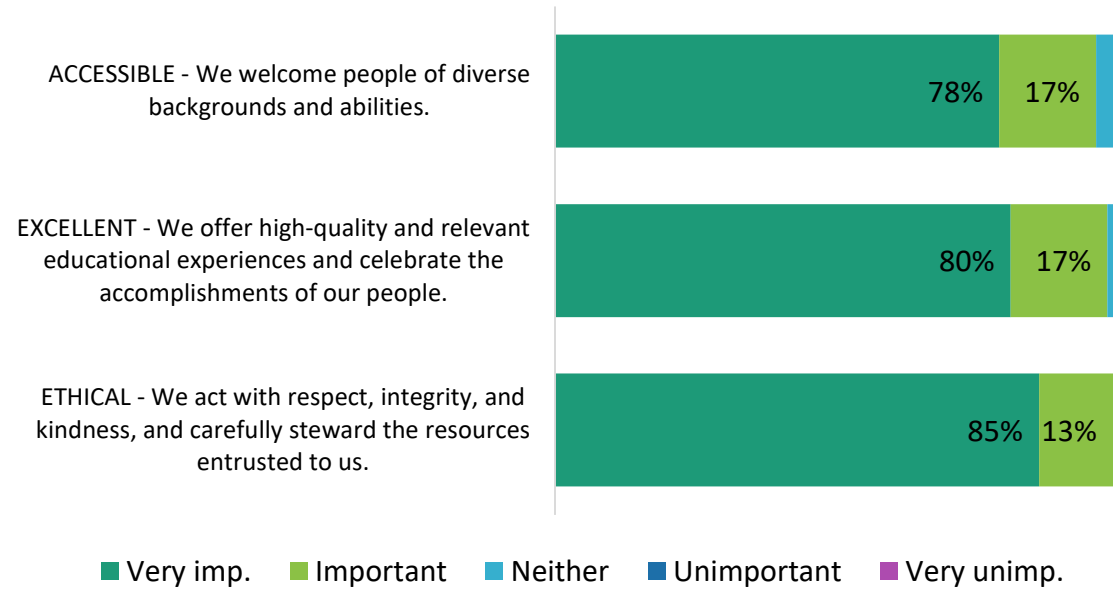 ACCESSIBLE - We welcome people of diverse
backgrounds and abilities.
78% 17%
EXCELLENT - We offer high-quality and relevant
educational experiences and celebrate the
accomplishments of our people.
80% 17%
ETHICAL - We act with respect, integrity, and
kindness, and carefully steward the resources
entrusted to us.
85% 13%
Very imp. Important Neither Unimportant Very unimp.